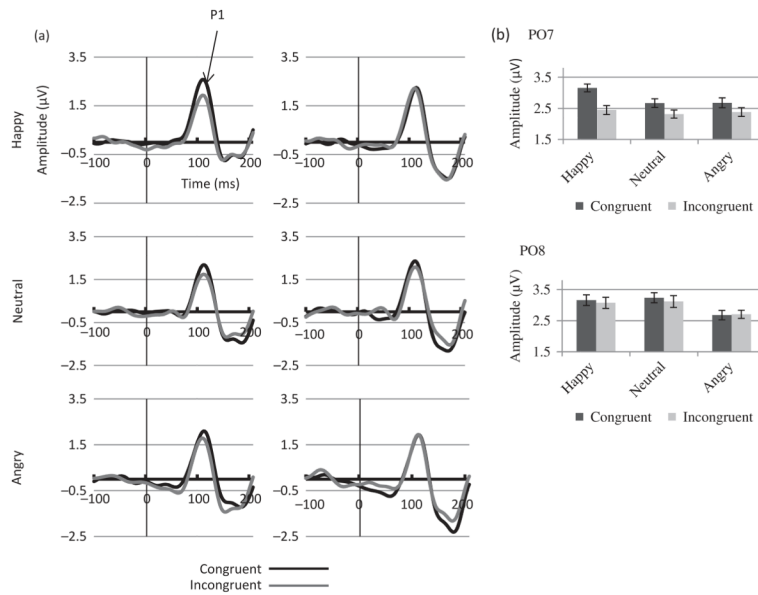 P1
(a)
(b) PO7
Happy
Amplitude (μV)
3.5
1.5
−0.5
−2.5
−100 0 100 200
Time (ms)
3.5
1.5
−0.5
−2.5
−100 0 100 200
Neutral
3.5
1.5
−0.5
−2.5
−100 0 100 200
3.5
1.5
−0.5
−2.5
−100 0 100 200
Angry
3.5
1.5
−0.5
−2.5
−100 0 100 200
3.5
1.5
−0.5
−2.5
−100 0 100 200
Congruent
Incongruent
Amplitude (μV)
3.5
2.5
1.5
Happy Neutral Angry
Congruent Incongruent
PO8
Amplitude (μV)
3.5
2.5
1.5
Happy Neutral Angry
Congruent Incongruent